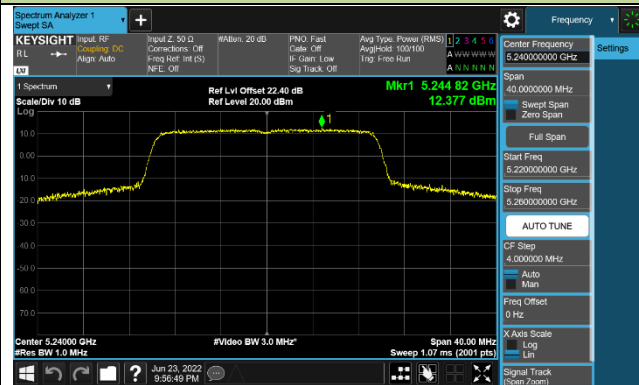 Spectrum Analyzer 1
Swept SA
+
Frequency
KEYSIGHT
RL
LXI
Input: RF
Coupling: DC
Align: Auto
Input Z: 50 Ω
Corrections: Off
Freq Ref: Int (S)
NFE: Off
#Atten: 20 dB
PNO: Fast
Gate: Off
IF Gain: Low
Sig Track: Off
Avg Type: Power (RMS)
Avg|Hold: 100/100
Trig: Free Run
1 2 3 4 5 6
A W W W W W
A N N N N N
1 Spectrum
Scale/Div 10 dB
Log
Ref Lvl Offset 22.40 dB
Ref Level 20.00 dBm
Mkr1 5.244 82 GHz
12.377 dBm
1
10.0
0.00
-10.0
-20.0
-30.0
-40.0
-50.0
-60.0
-70.0
Center 5.24000 GHz
#Res BW 1.0 MHz
#Video BW 3.0 MHz*
Span 40.00 MHz
Sweep 1.07 ms (2001 pts)
Jun 23, 2022
9:56:49 PM
?
Center Frequency
5.240000000 GHz
Settings
Span
40.0000000 MHz
Swept Span
Zero Span
Full Span
Start Freq
5.220000000 GHz
Stop Freq
5.260000000 GHz
AUTO TUNE
CF Step
4.000000 MHz
Auto
Man
Freq Offset
0 Hz
X Axis Scale
Log
Lin
Signal Track
(Span Zoom)